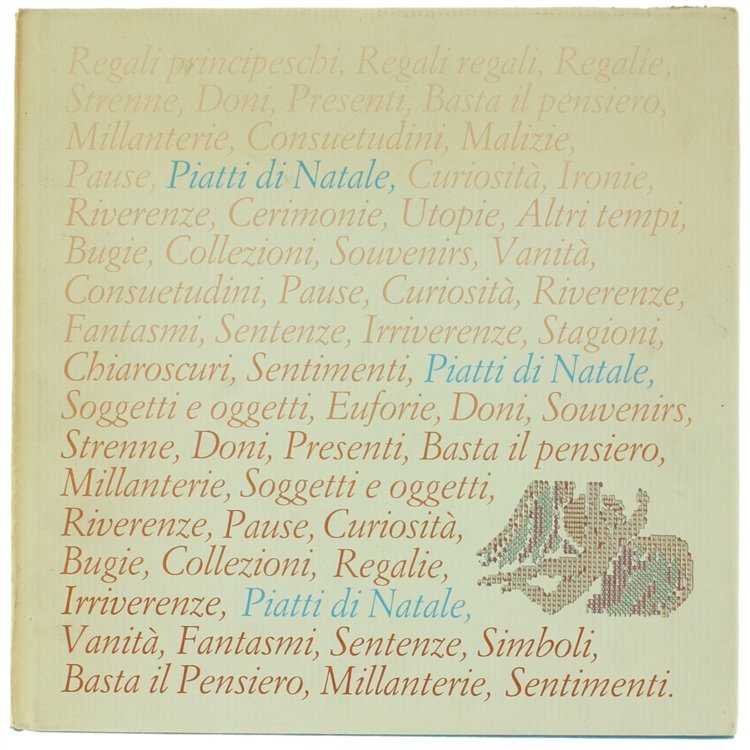 Regali principeschi, Regali regali, Regalie,
Strenne, Doni, Presenti, Basta il pensiero,
Millanterie, Consuetudini, Malizie,
Pause, Piatti di Natale, Curiosità, Ironie,
Riverenze, Cerimonie, Utopie, Altri tempi,
Bugie, Collezioni, Souvenirs, Vanità,
Consuetudini, Pause, Curiosità, Riverenze,
Fantasmi, Sentenze, Irriverenze, Stagioni,
Chiaroscuri, Sentimenti, Piatti di Natale,
Soggetti e oggetti, Euforie, Doni, Souvenirs,
Strenne, Doni, Presenti, Basta il pensiero,
Millanterie, Soggetti e oggetti,
Riverenze, Pause, Curiosità,
Bugie, Collezioni, Regalie,
Irriverenze, Piatti di Natale,
Vanità, Fantasmi, Sentenze, Simboli,
Basta il Pensiero, Millanterie, Sentimenti.